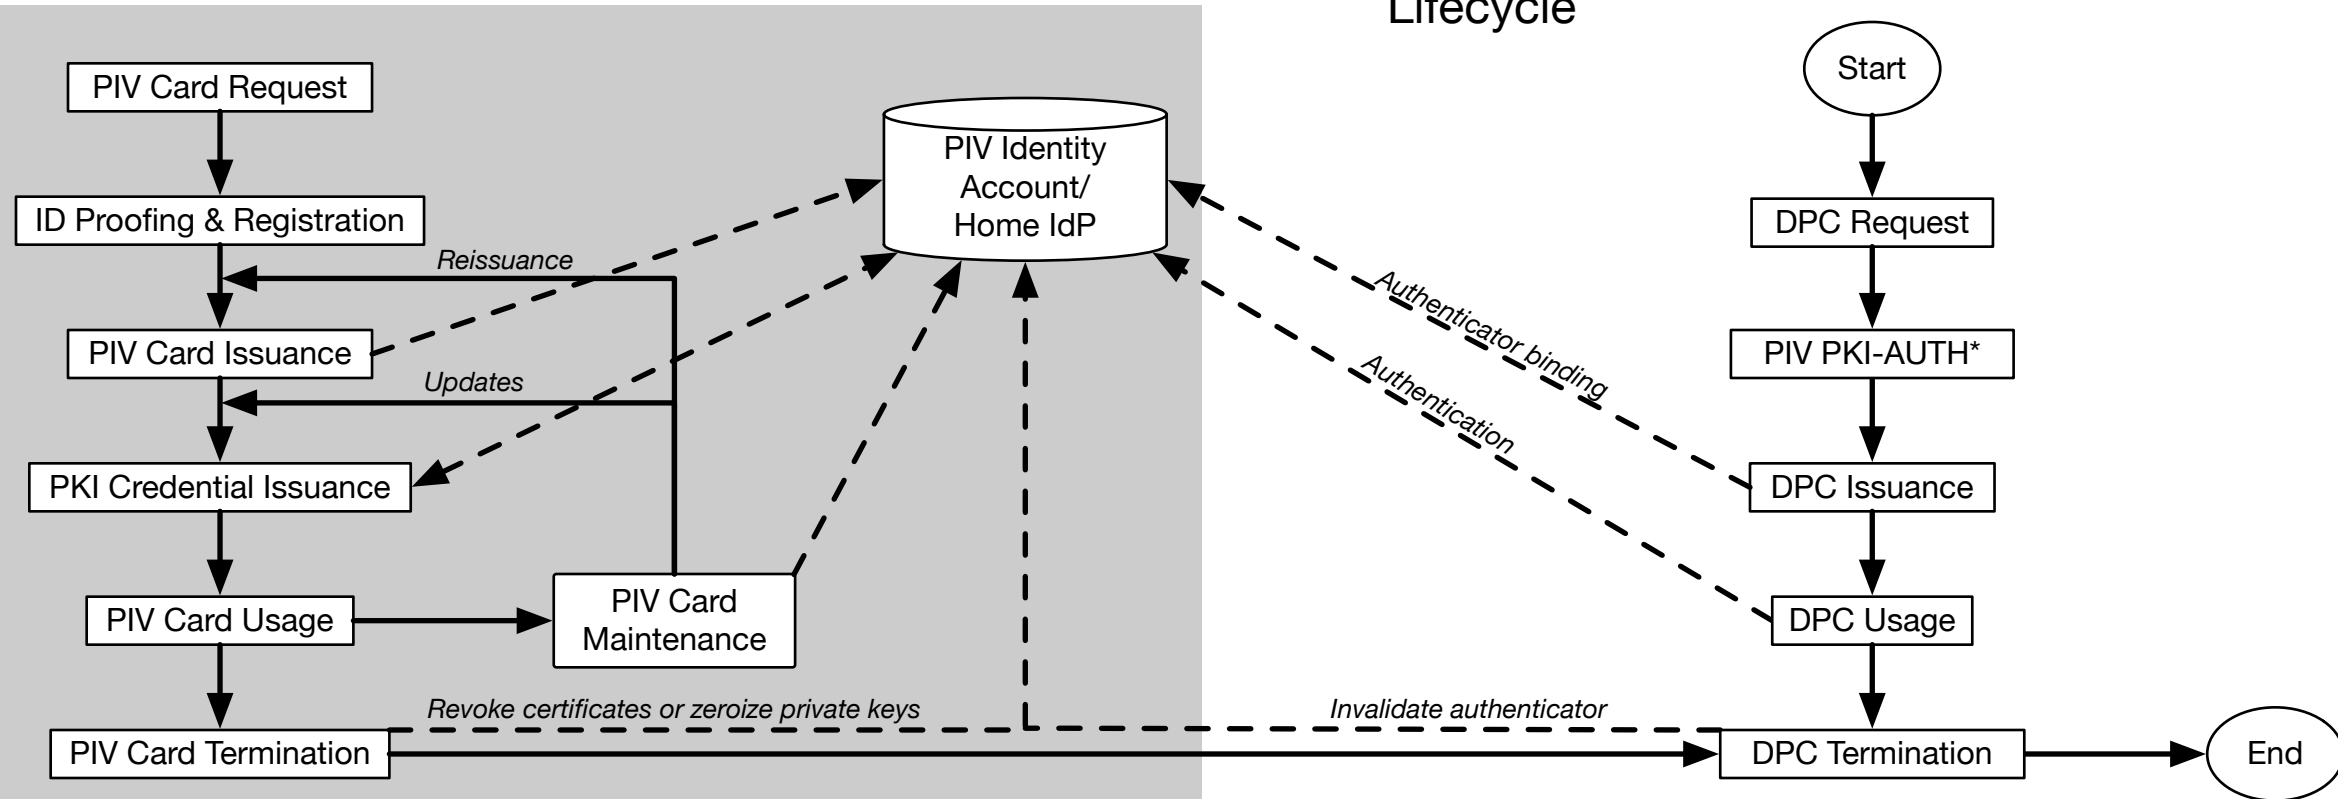 Lifecycle
PIV Card Request
ID Proofing & Registration
Reissuance
PIV Card Issuance
Updates
PKI Credential Issuance
PIV Card Usage
PIV Card
Maintenance
Revoke certificates or zeroize private keys
PIV Card Termination
PIV Identity
Account/
Home IdP
Authenticator binding
Authentication
Invalidate authenticator
Start
DPC Request
PIV PKI-AUTH*
DPC Issuance
DPC Usage
DPC Termination
End